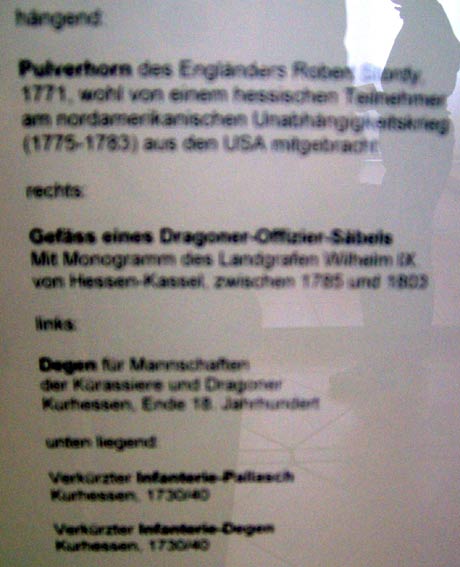 hängend:
Pulverhorn des Engländers Robert
1771, wohl von einem hessischen Teilnehmer
am nordamerikanischen Unabhängigkeitskrieg
(1775-1783) aus den USA mitgebracht
rechts:
Gefäss eines Dragoner-Offizier-Säbels
Mit Monogramm des Landgrafen Wilhelm IX
von Hessen-Kassel, zwischen 1785 und 1803
links:
Degen für Mannschaften
der Kürassiere und Dragoner
Kurhessen, Ende 18. Jahrhundert
unten liegend:
Verkürzter Infanterie-Pallasch
Kurhessen, 1730/40
Verkürzter Infanterie-Degen
Kurhessen, 1730/40